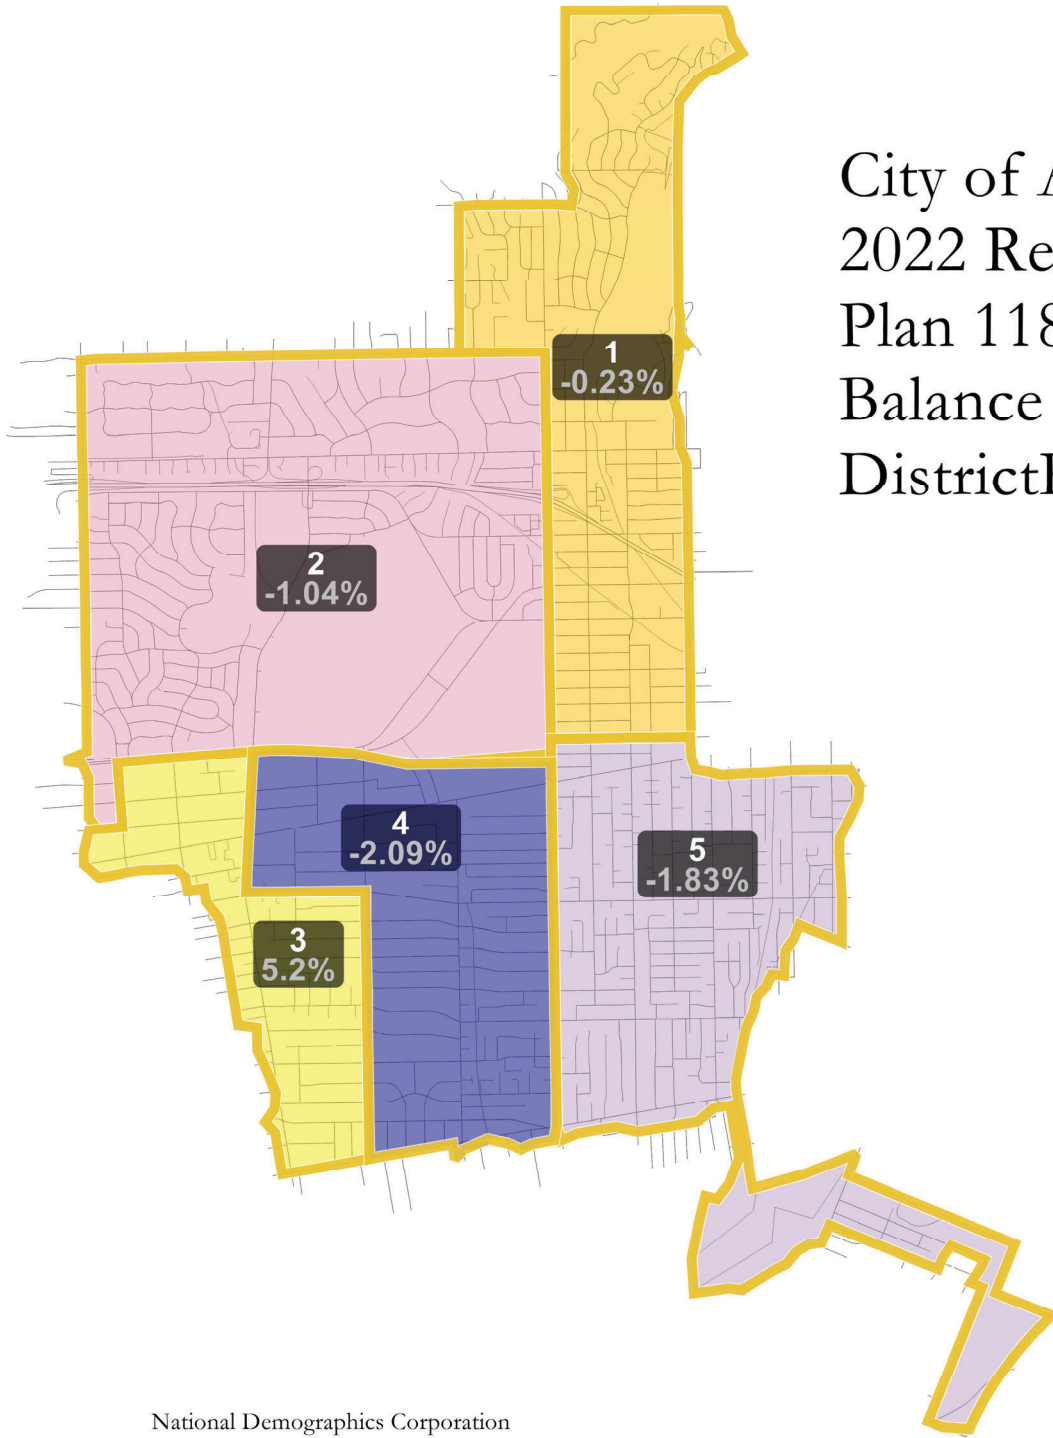 City of
2022 Re
Plan 118
Balance
District
1
-0.23%
2
-1.04%
4
-2.09%
5
-1.83%
3
5.2%
National Demographics Corporation